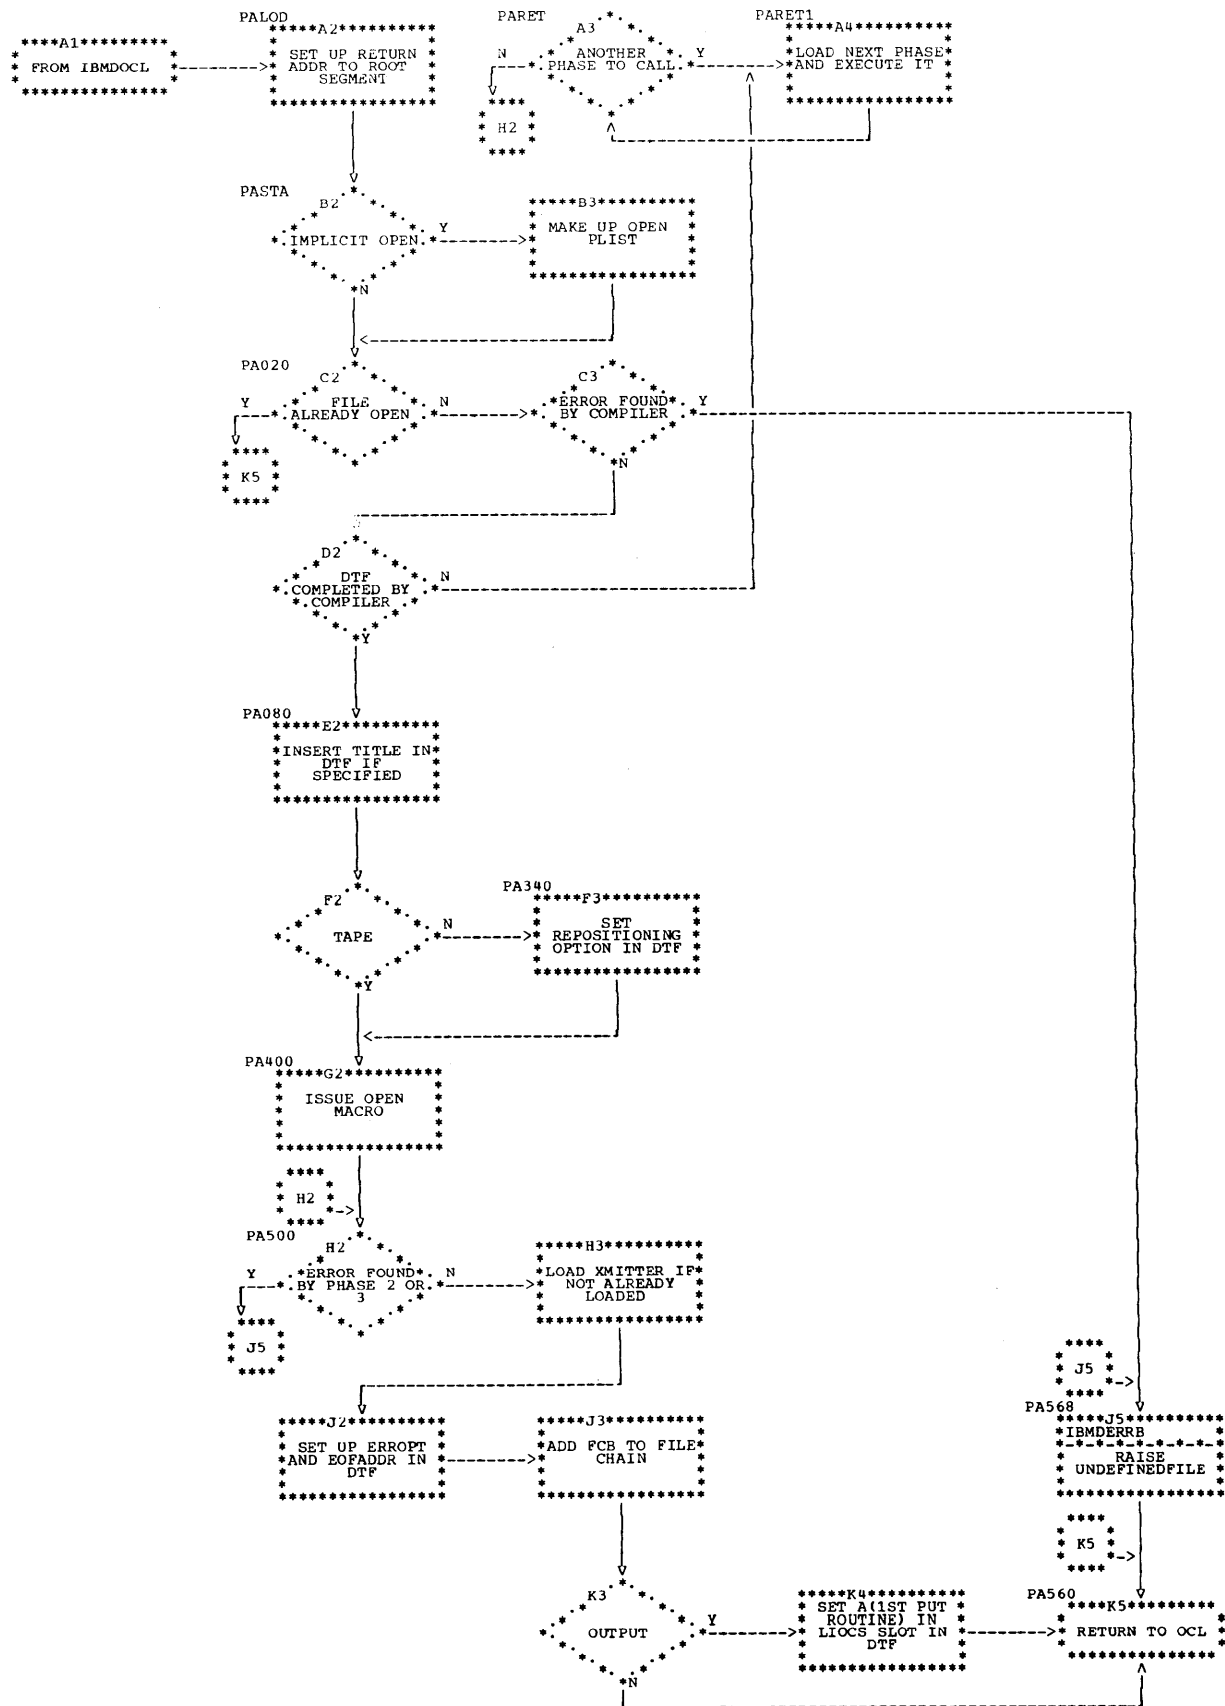 PALOD
PARET
PARET1
A1
FROM IBMDOCL
A2
SET UP RETURN
ADDR TO ROOT
SEGMENT
A3
ANOTHER
PHASE TO CALL
N
Y
A4
LOAD NEXT PHASE
AND EXECUTE IT
H2
PASTA
B2
IMPLICIT OPEN
Y
N
B3
MAKE UP OPEN
PLIST
PA020
C2
FILE
ALREADY OPEN
Y
N
K5
C3
ERROR FOUND
BY COMPILER
Y
N
D2
DTF
COMPLETED BY
COMPILER
N
Y
PA080
E2
INSERT TITLE IN
DTF IF
SPECIFIED
F2
TAPE
N
Y
PA340
F3
SET
REPOSITIONING
OPTION IN DTF
PA400
G2
ISSUE OPEN
MACRO
H2
PA500
H2
ERROR FOUND
BY PHASE 2 OR
3
Y
N
J5
H3
LOAD XMITTER IF
NOT ALREADY
LOADED
J2
SET UP ERROPT
AND EOFADDR IN
DTF
J3
ADD FCB TO FILE
CHAIN
J5
PA568
J5
IBMDERRB
RAISE
UNDEFINEDFILE
K5
K3
OUTPUT
Y
N
K4
SET A(1ST PUT
ROUTINE) IN
LIOCS SLOT IN
DTF
PA560
K5
RETURN TO OCL